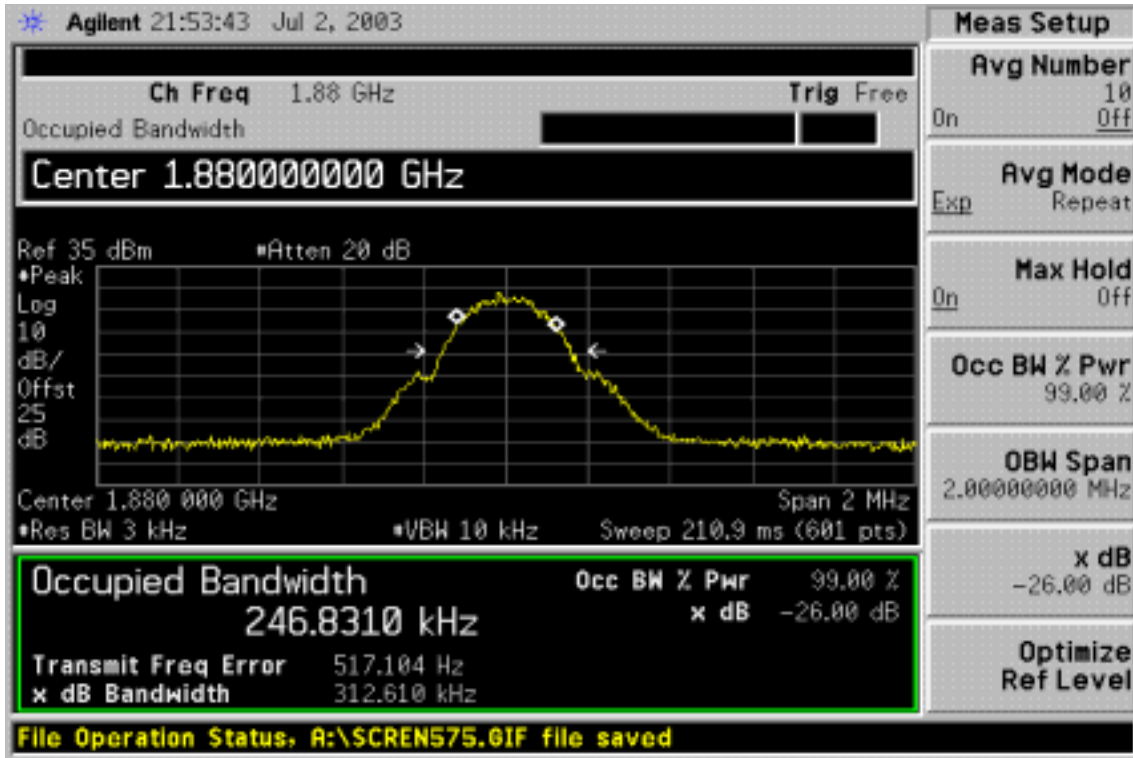 Agilent 21:53:43 Jul 2, 2003
Ch Freq 1.88 GHz Trig Free
Occupied Bandwidth
Center 1.880000000 GHz
Ref 35 dBm #Atten 20 dB
#Peak
Log
10
dB/
Offst
25
dB
Center 1.880 000 GHz Span 2 MHz
#Res BW 3 kHz #VBW 10 kHz Sweep 210.9 ms (601 pts)
Occupied Bandwidth Occ BW % Pwr 99.00 %
246.8310 kHz x dB -26.00 dB
Transmit Freq Error 517.104 Hz
x dB Bandwidth 312.610 kHz
File Operation Status, A:\SCREN575.GIF file saved
Meas Setup
Avg Number
10
On Off
Avg Mode
Exp Repeat
Max Hold
On Off
Occ BW % Pwr
99.00 %
OBW Span
2.00000000 MHz
x dB
-26.00 dB
Optimize
Ref Level